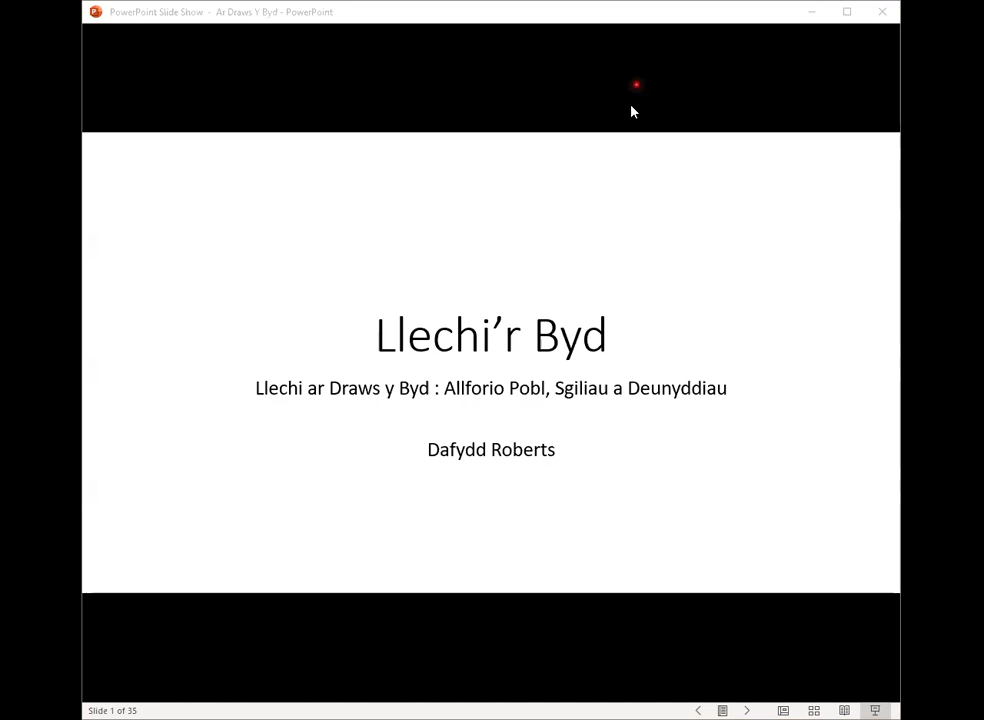 PowerPoint Slide Show - Ar Draws Y Byd - PowerPoint
Llechi’r Byd
Llechi ar Draws y Byd : Allforio Pobl, Sgiliau a Deunyddiau
Dafydd Roberts
Slide 1 of 35